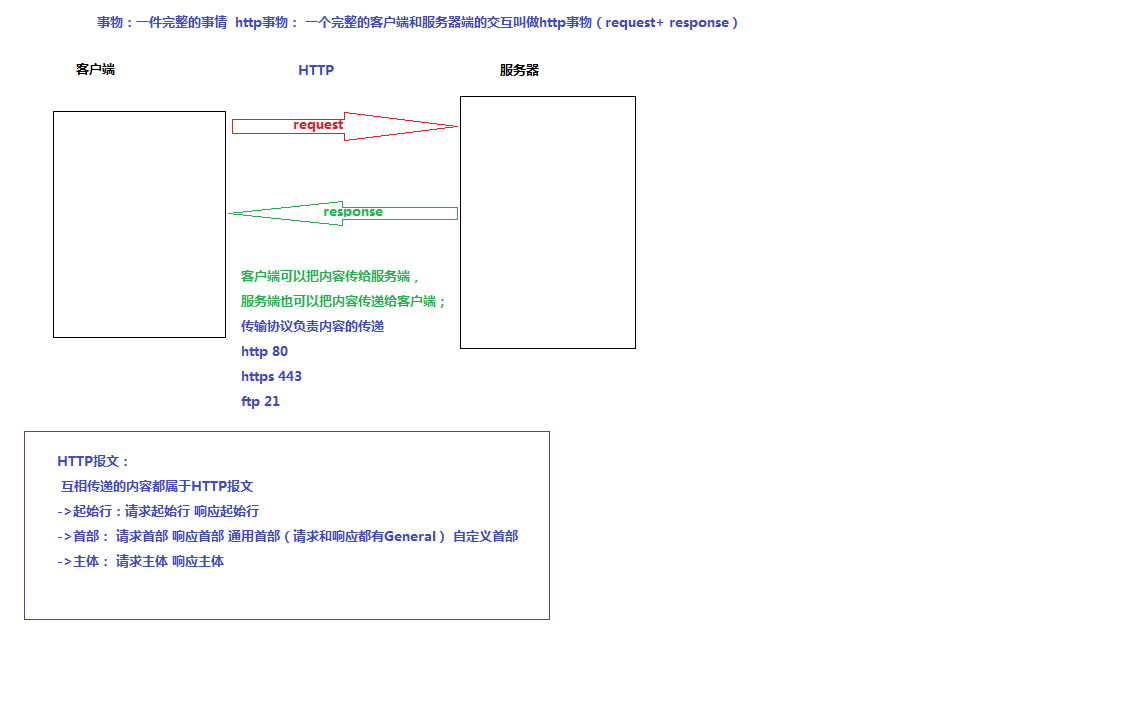 事物：一件完整的事情 http事物： 一个完整的客户端和服务器端的交互叫做http事物（request+ response）
客户端 HTTP 服务器
request
response
客户端可以把内容传给服务端，
服务端也可以把内容传递给客户端；
传输协议负责内容的传递
http 80
https 443
ftp 21
HTTP报文：
互相传递的内容都属于HTTP报文
->起始行：请求起始行 响应起始行
->首部： 请求首部 响应首部 通用首部（请求和响应都有General） 自定义首部
->主体： 请求主体 响应主体